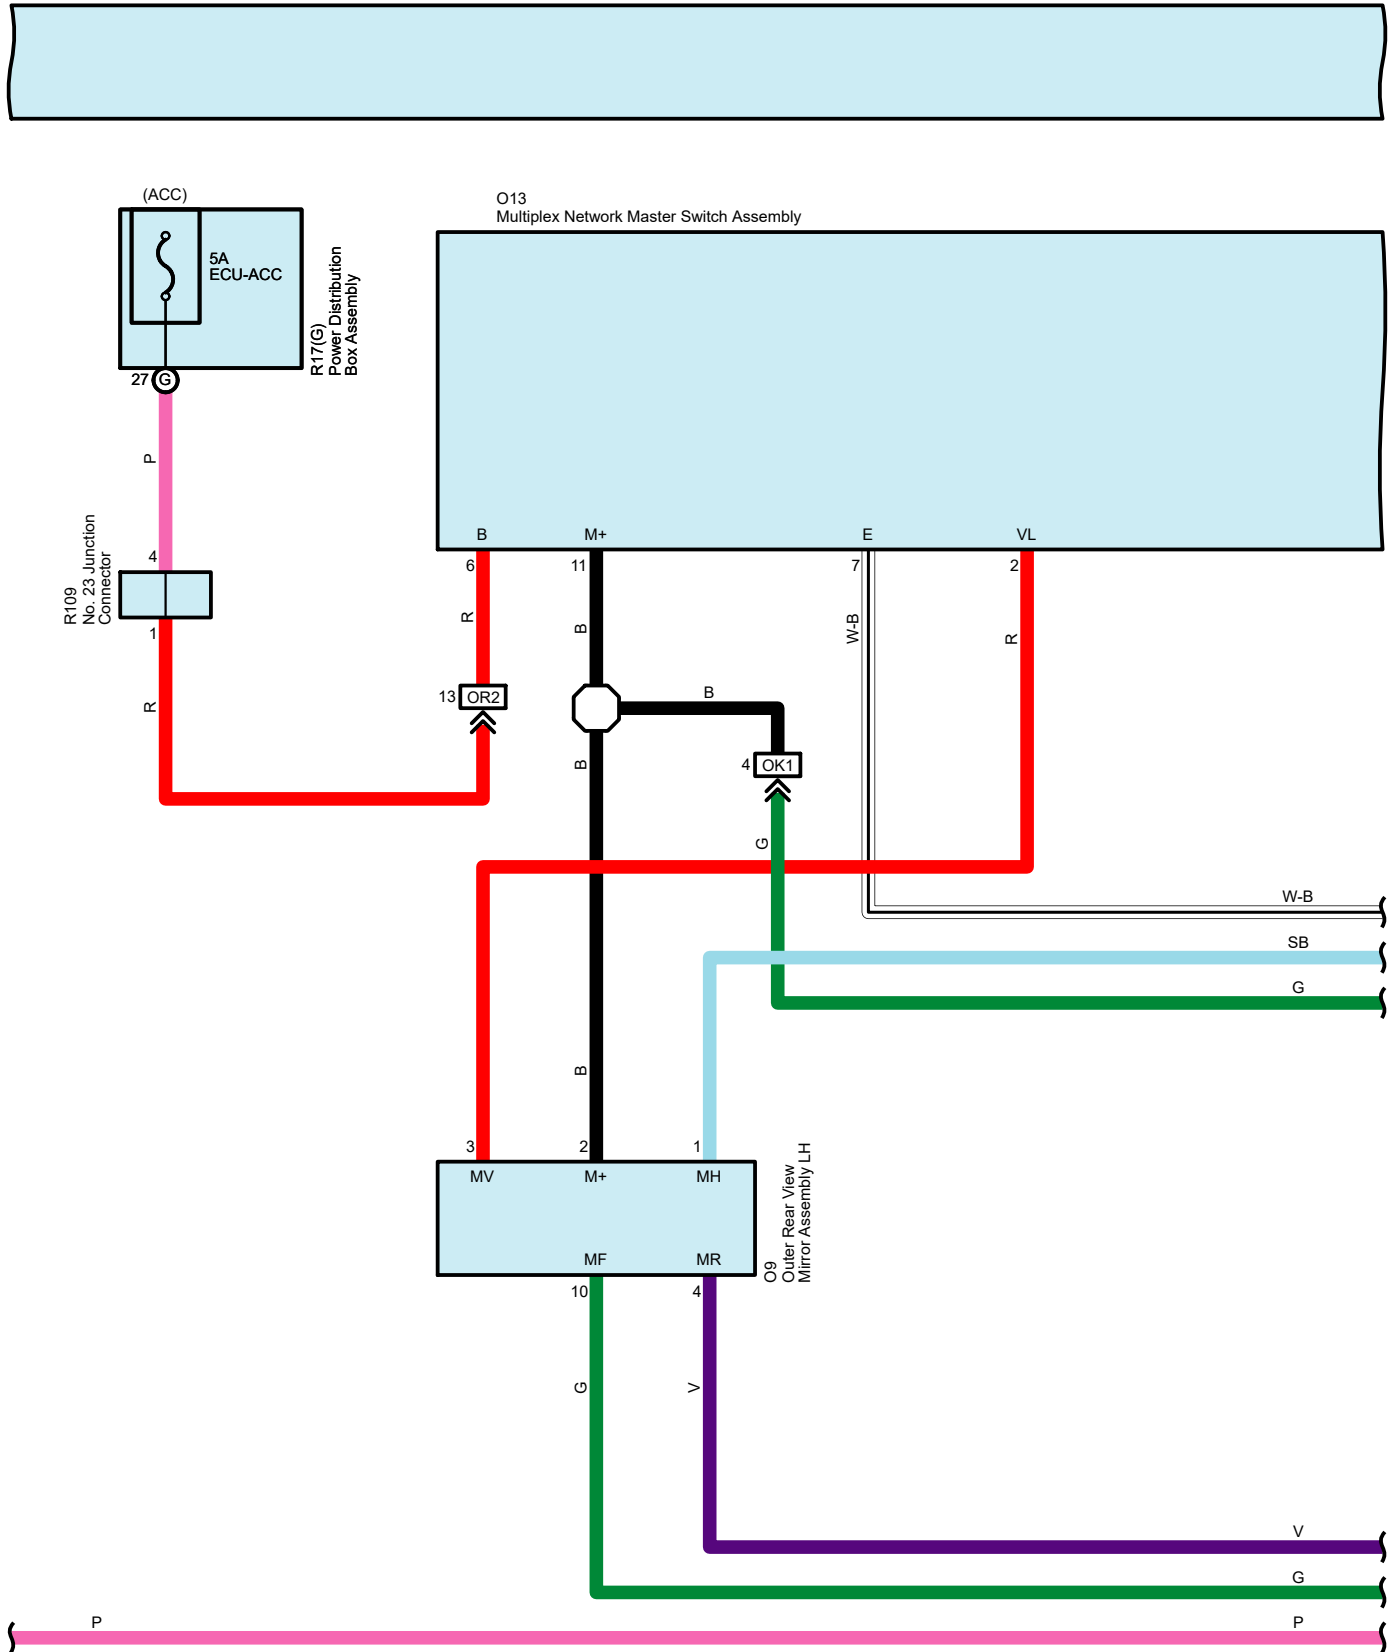 (ACC)
5A
ECU-ACC
R17(G)
Power Distribution
Box Assembly
27
G
P
4
R109
No. 23 Junction
Connector
1
R
O13
Multiplex Network Master Switch Assembly
B
M+
E
VL
6
11
7
2
R
B
W-B
R
13
OR2
B
B
4
OK1
G
W-B
SB
G
B
3
2
1
MV
M+
MH
MF
MR
O9
Outer Rear View
Mirror Assembly LH
10
4
G
V
V
G
P
P